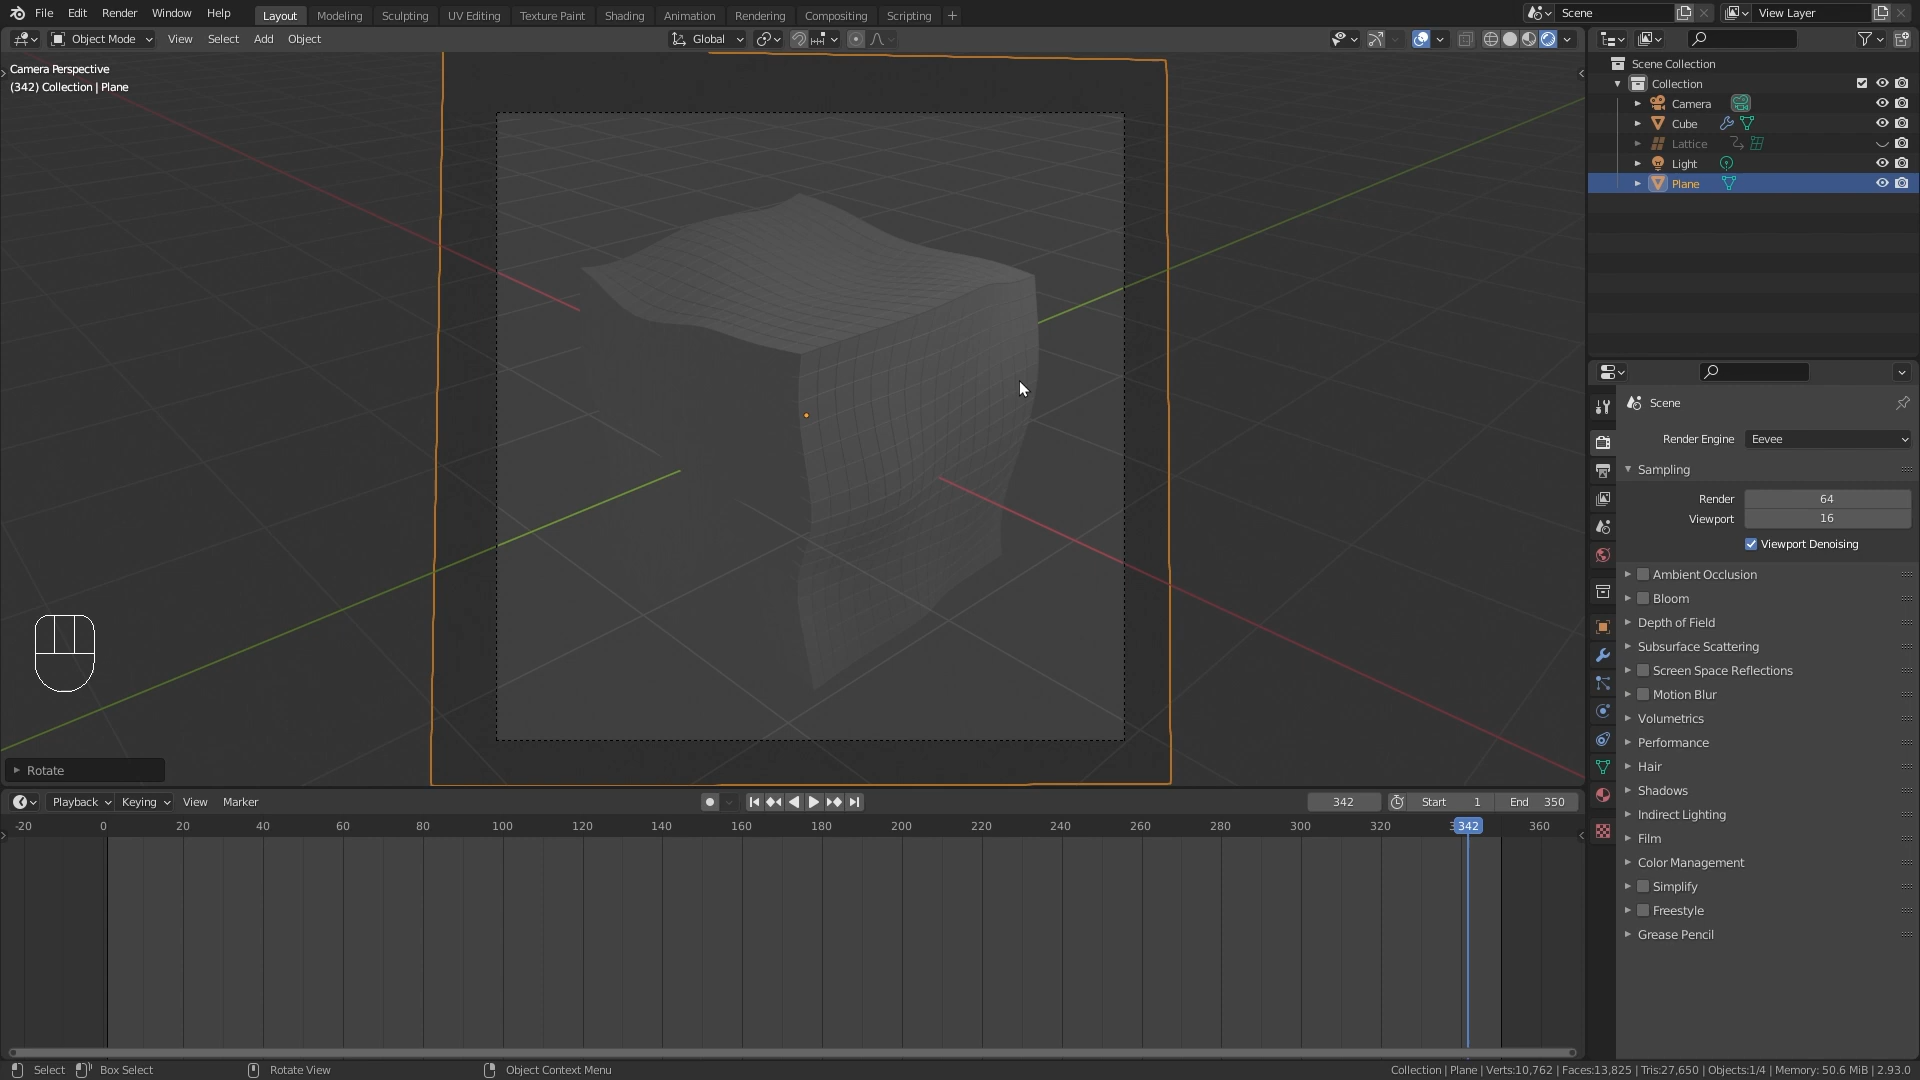 File Edit Render Window Help Layout Modeling Sculpting UV Editing Texture Paint Shading Animation Rendering Compositing Scripting + Scene View Layer
Object Mode View Select Add Object Global
Camera Perspective
(342) Collection | Plane
Rotate
Scene Collection
Collection
Camera
Cube
Lattice
Light
Plane
Scene
Render Engine Eevee
Sampling
Render 64
Viewport 16
Viewport Denoising
Ambient Occlusion
Bloom
Depth of Field
Subsurface Scattering
Screen Space Reflections
Motion Blur
Volumetrics
Performance
Hair
Shadows
Indirect Lighting
Film
Color Management
Simplify
Freestyle
Grease Pencil
Playback Keying View Marker 342 Start 1 End 350
-20 0 20 40 60 80 100 120 140 160 180 200 220 240 260 280 300 320 342 360
Select Box Select Rotate View Object Context Menu Collection | Plane | Verts:10,762 | Faces:13,825 | Tris:27,650 | Objects:1/4 | Memory: 50.6 MiB | 2.93.0